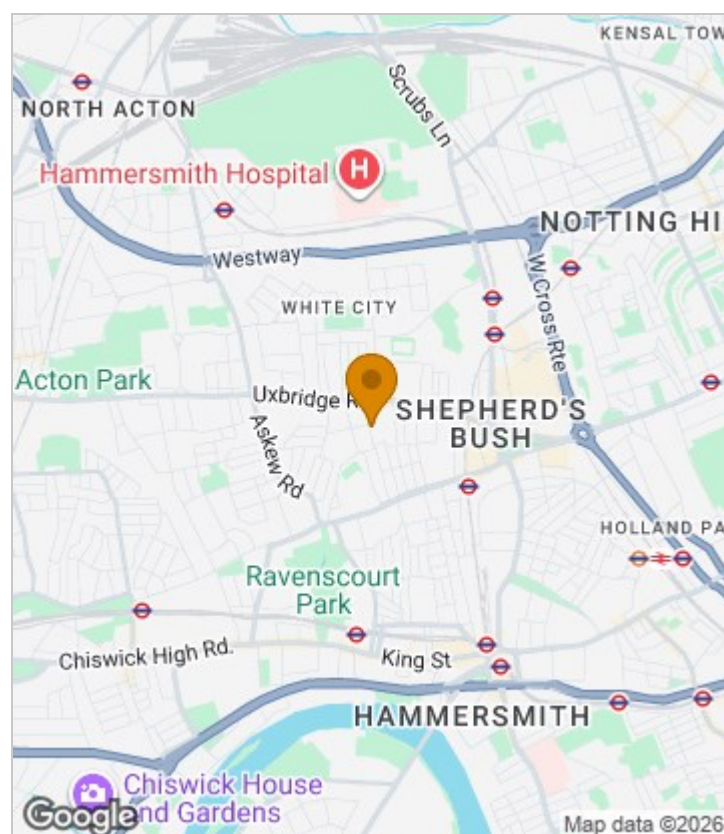 KENSAL TOW
Scrubs Ln
NORTH ACTON
Hammersmith Hospital
H
NOTTING HI
Westway
W Cross Rte
WHITE CITY
Acton Park
Uxbridge R
SHEPHERD'S
BUSH
Askew Rd
HOLLAND PA
Ravenscourt
Park
Chiswick High Rd.
King St
HAMMERSMITH
Chiswick House
and Gardens
Google
Map data ©2026